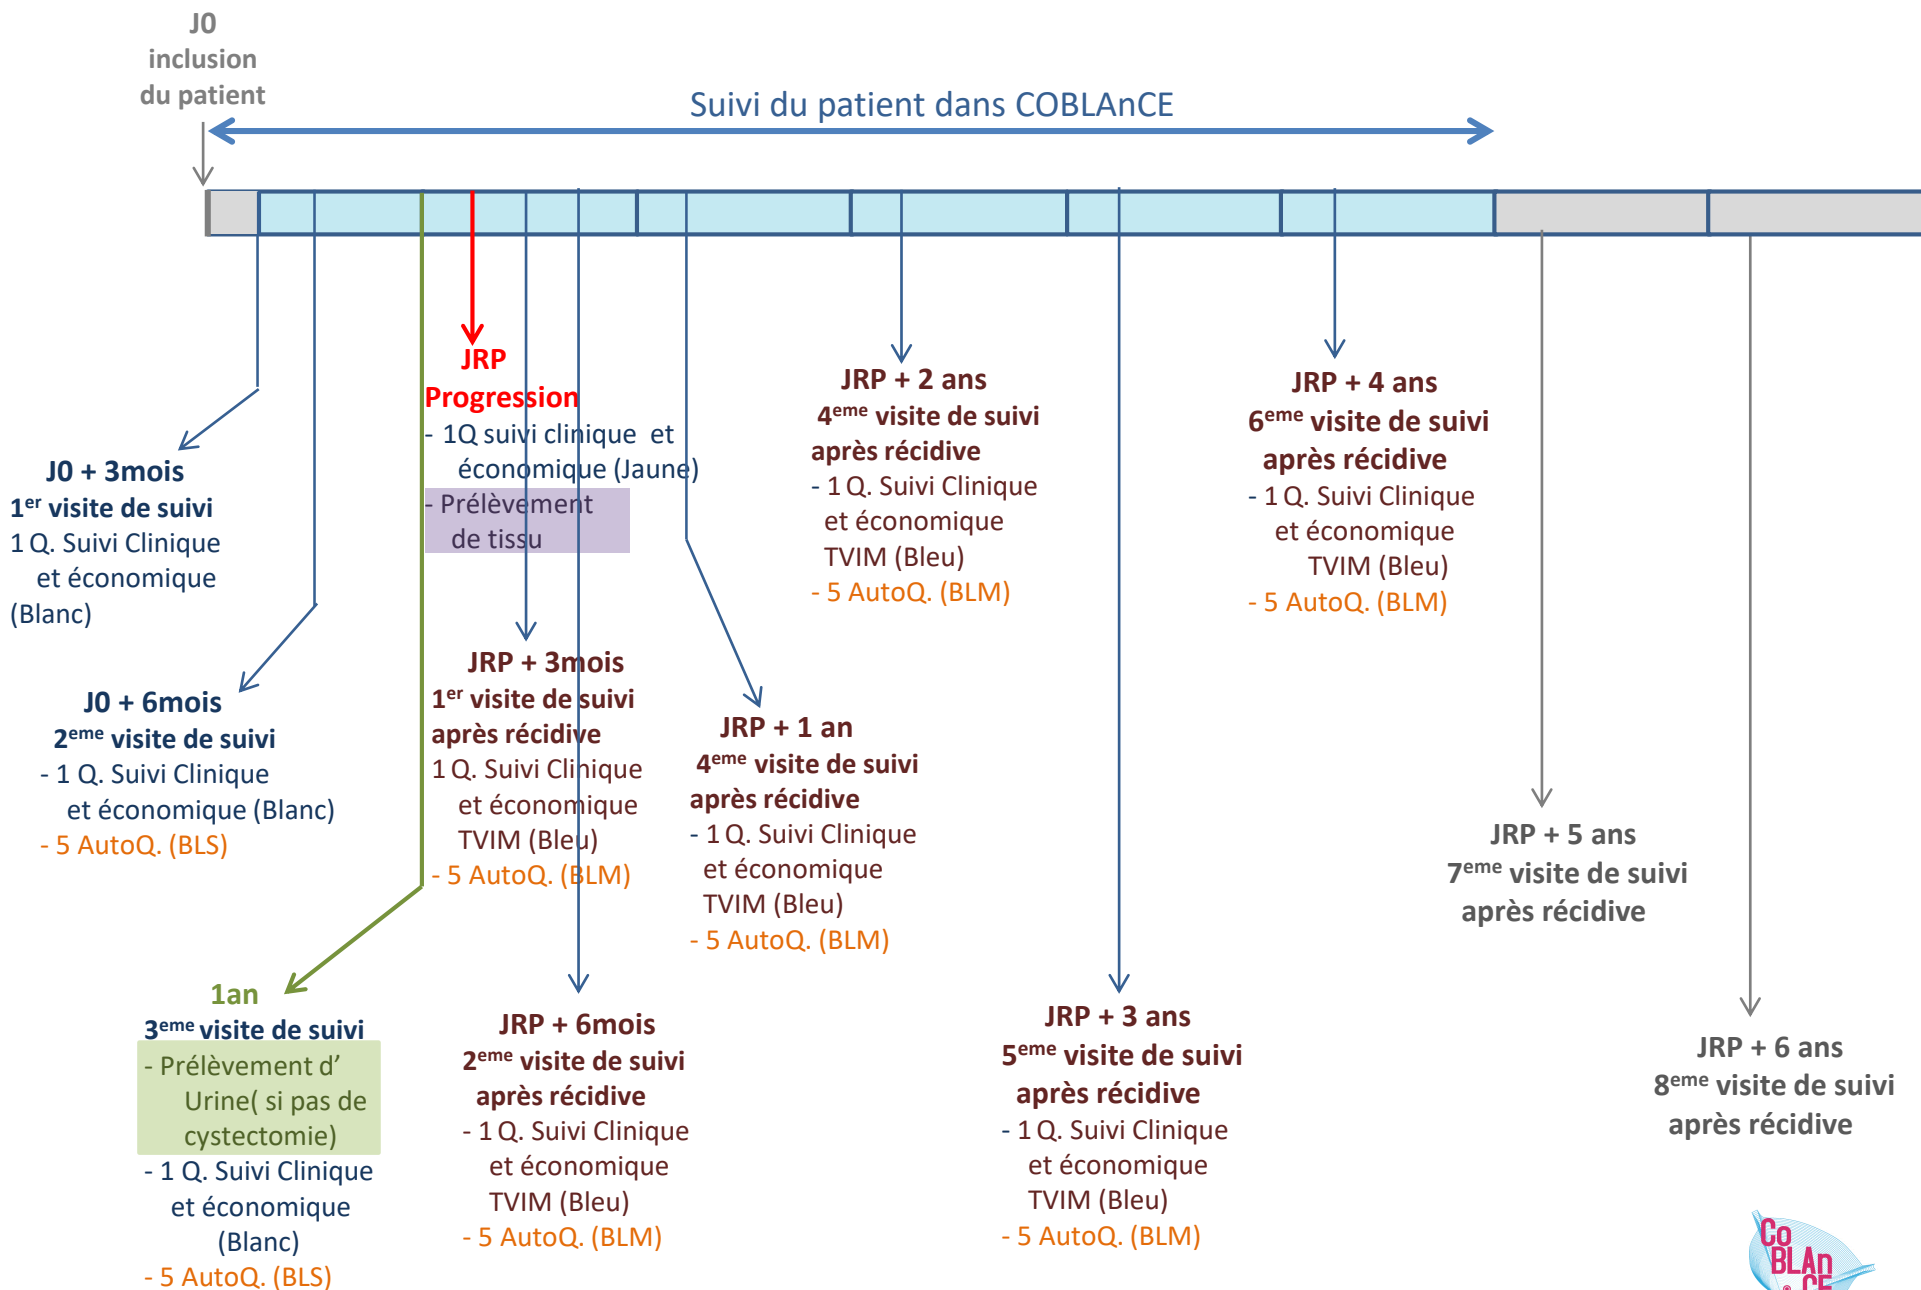 J0
inclusion
du patient
Suivi du patient dans COBLAnCE
J0 + 3mois
1er visite de suivi
1 Q. Suivi Clinique
et économique
(Blanc)
J0 + 6mois
2eme visite de suivi
- 1 Q. Suivi Clinique
et économique (Blanc)
- 5 AutoQ. (BLS)
1an
3eme visite de suivi
- Prélèvement d’
Urine( si pas de
cystectomie)
- 1 Q. Suivi Clinique
et économique
(Blanc)
- 5 AutoQ. (BLS)
JRP
Progression
- 1Q suivi clinique et
économique (Jaune)
- Prélèvement
de tissu
JRP + 3mois
1er visite de suivi
après récidive
1 Q. Suivi Clinique
et économique
TVIM (Bleu)
- 5 AutoQ. (BLM)
JRP + 6mois
2eme visite de suivi
après récidive
- 1 Q. Suivi Clinique
et économique
TVIM (Bleu)
- 5 AutoQ. (BLM)
JRP + 1 an
4eme visite de suivi
après récidive
- 1 Q. Suivi Clinique
et économique
TVIM (Bleu)
- 5 AutoQ. (BLM)
JRP + 2 ans
4eme visite de suivi
après récidive
- 1 Q. Suivi Clinique
et économique
TVIM (Bleu)
- 5 AutoQ. (BLM)
JRP + 3 ans
5eme visite de suivi
après récidive
- 1 Q. Suivi Clinique
et économique
TVIM (Bleu)
- 5 AutoQ. (BLM)
JRP + 4 ans
6eme visite de suivi
après récidive
- 1 Q. Suivi Clinique
et économique
TVIM (Bleu)
- 5 AutoQ. (BLM)
JRP + 5 ans
7eme visite de suivi
après récidive
JRP + 6 ans
8eme visite de suivi
après récidive
Co
BLAn
CE